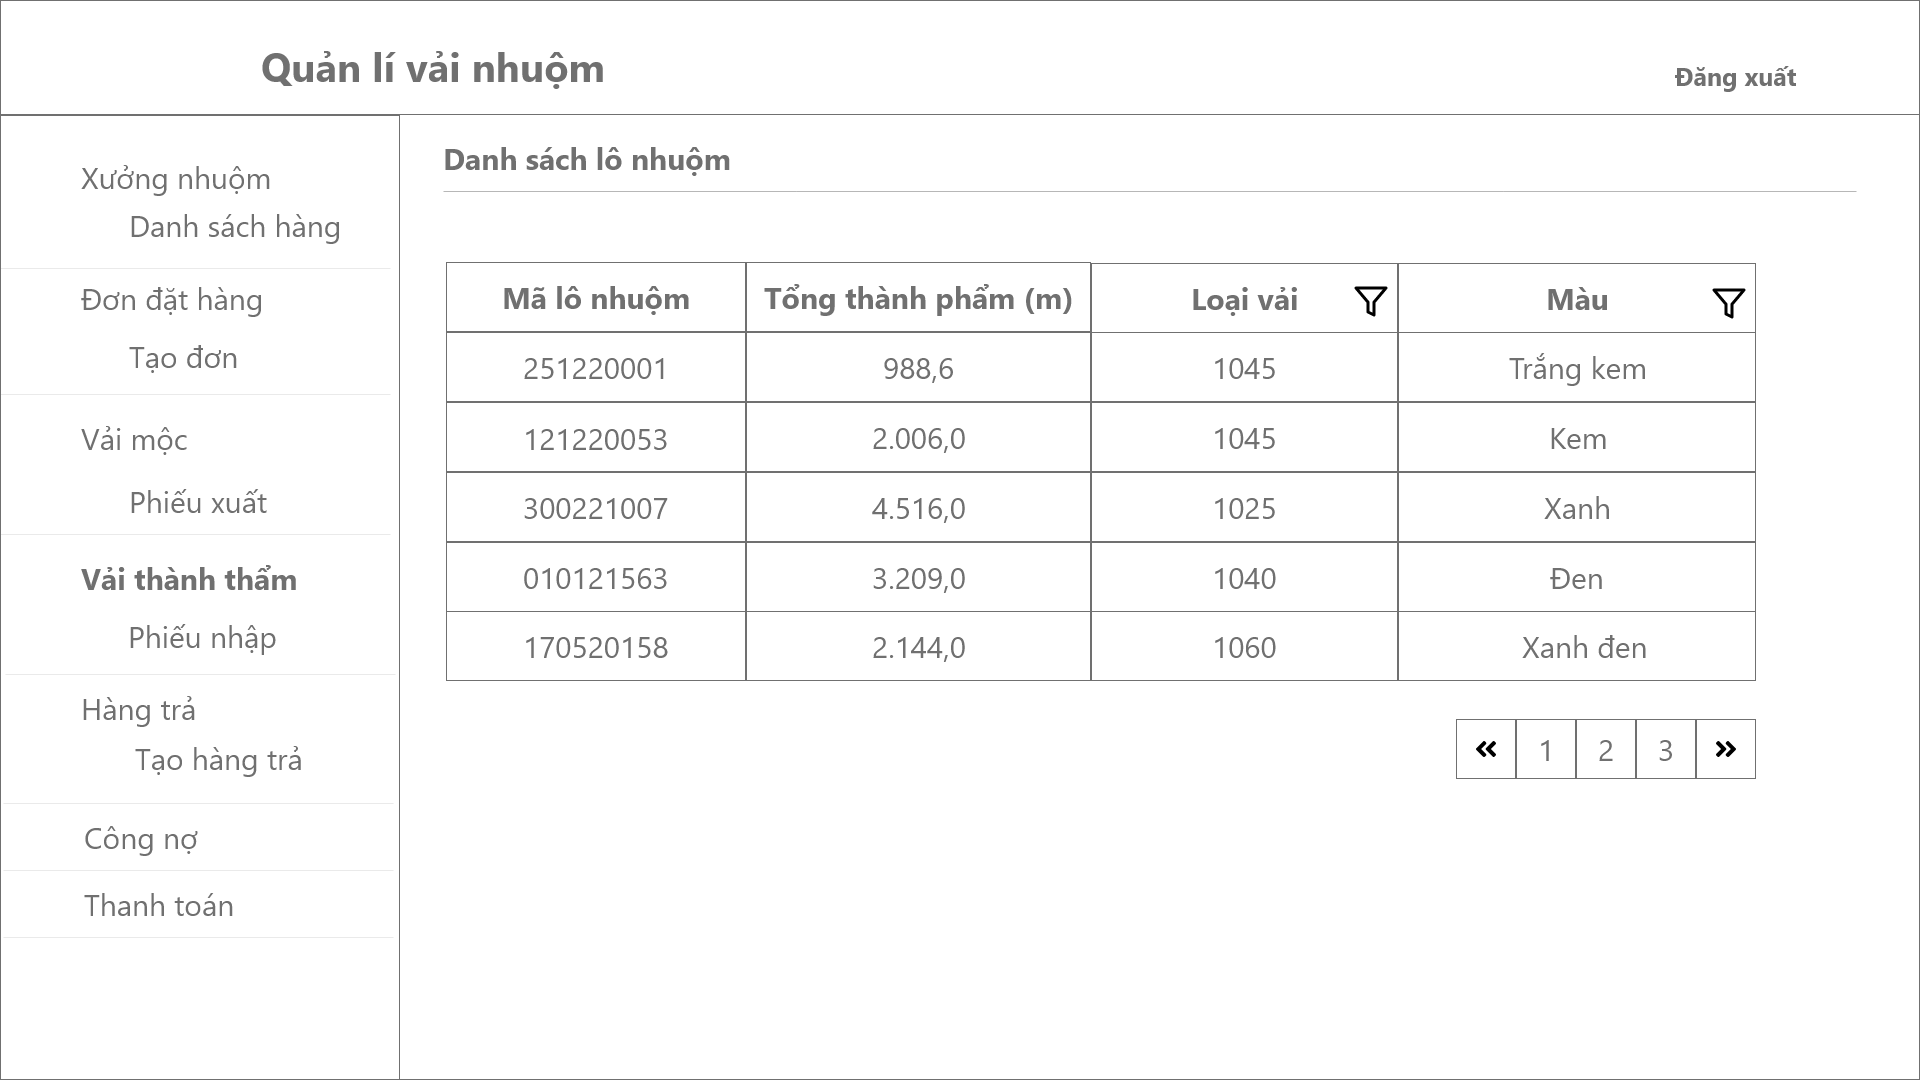 Quản lí vải nhuộm
Đăng xuất
Xưởng nhuộm
Danh sách hàng
Đơn đặt hàng
Tạo đơn
Vải mộc
Phiếu xuất
Vải thành thẩm
Phiếu nhập
Hàng trả
Tạo hàng trả
Công nợ
Thanh toán
Danh sách lô nhuộm
Mã lô nhuộm Tổng thành phẩm (m) Loại vải Màu
251220001 988,6 1045 Trắng kem
121220053 2.006,0 1045 Kem
300221007 4.516,0 1025 Xanh
010121563 3.209,0 1040 Đen
170520158 2.144,0 1060 Xanh đen
« 1 2 3 »